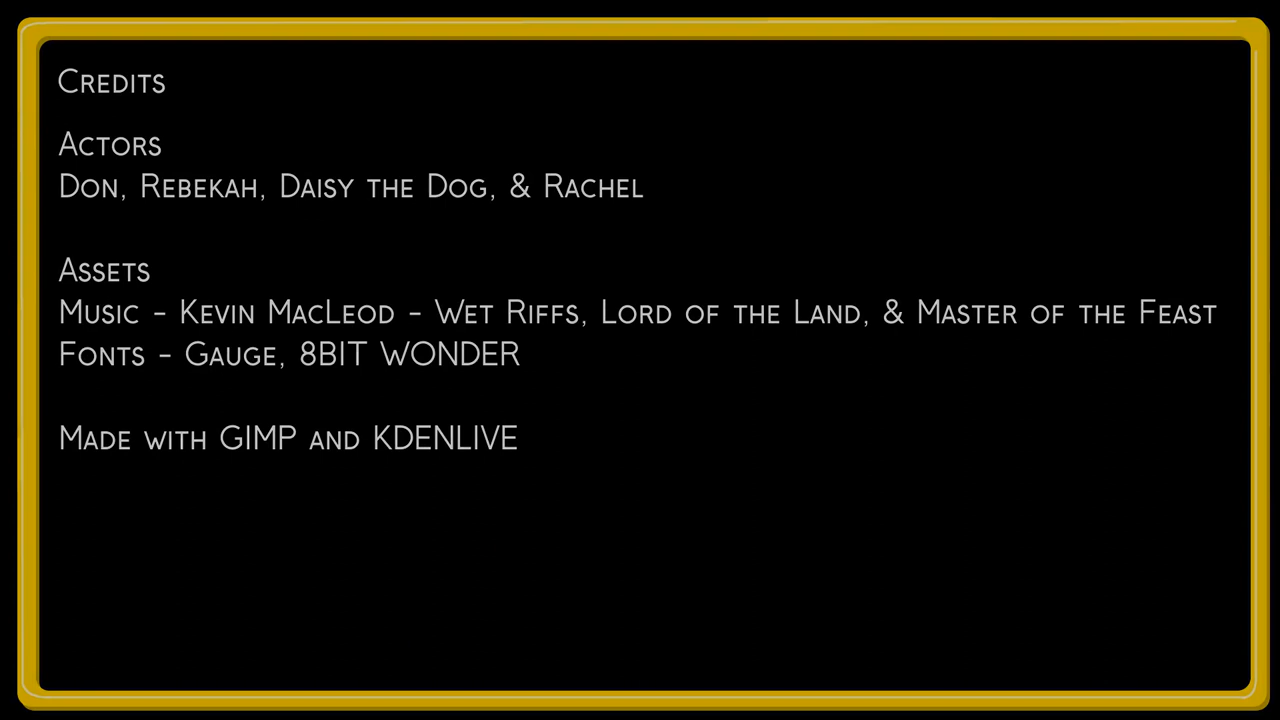 Credits
Actors
Don, Rebekah, Daisy the Dog, & Rachel
Assets
Music - Kevin MacLeod - Wet Riffs, Lord of the Land, & Master of the Feast
Fonts - Gauge, 8BIT WONDER
Made with GIMP and KDENLIVE